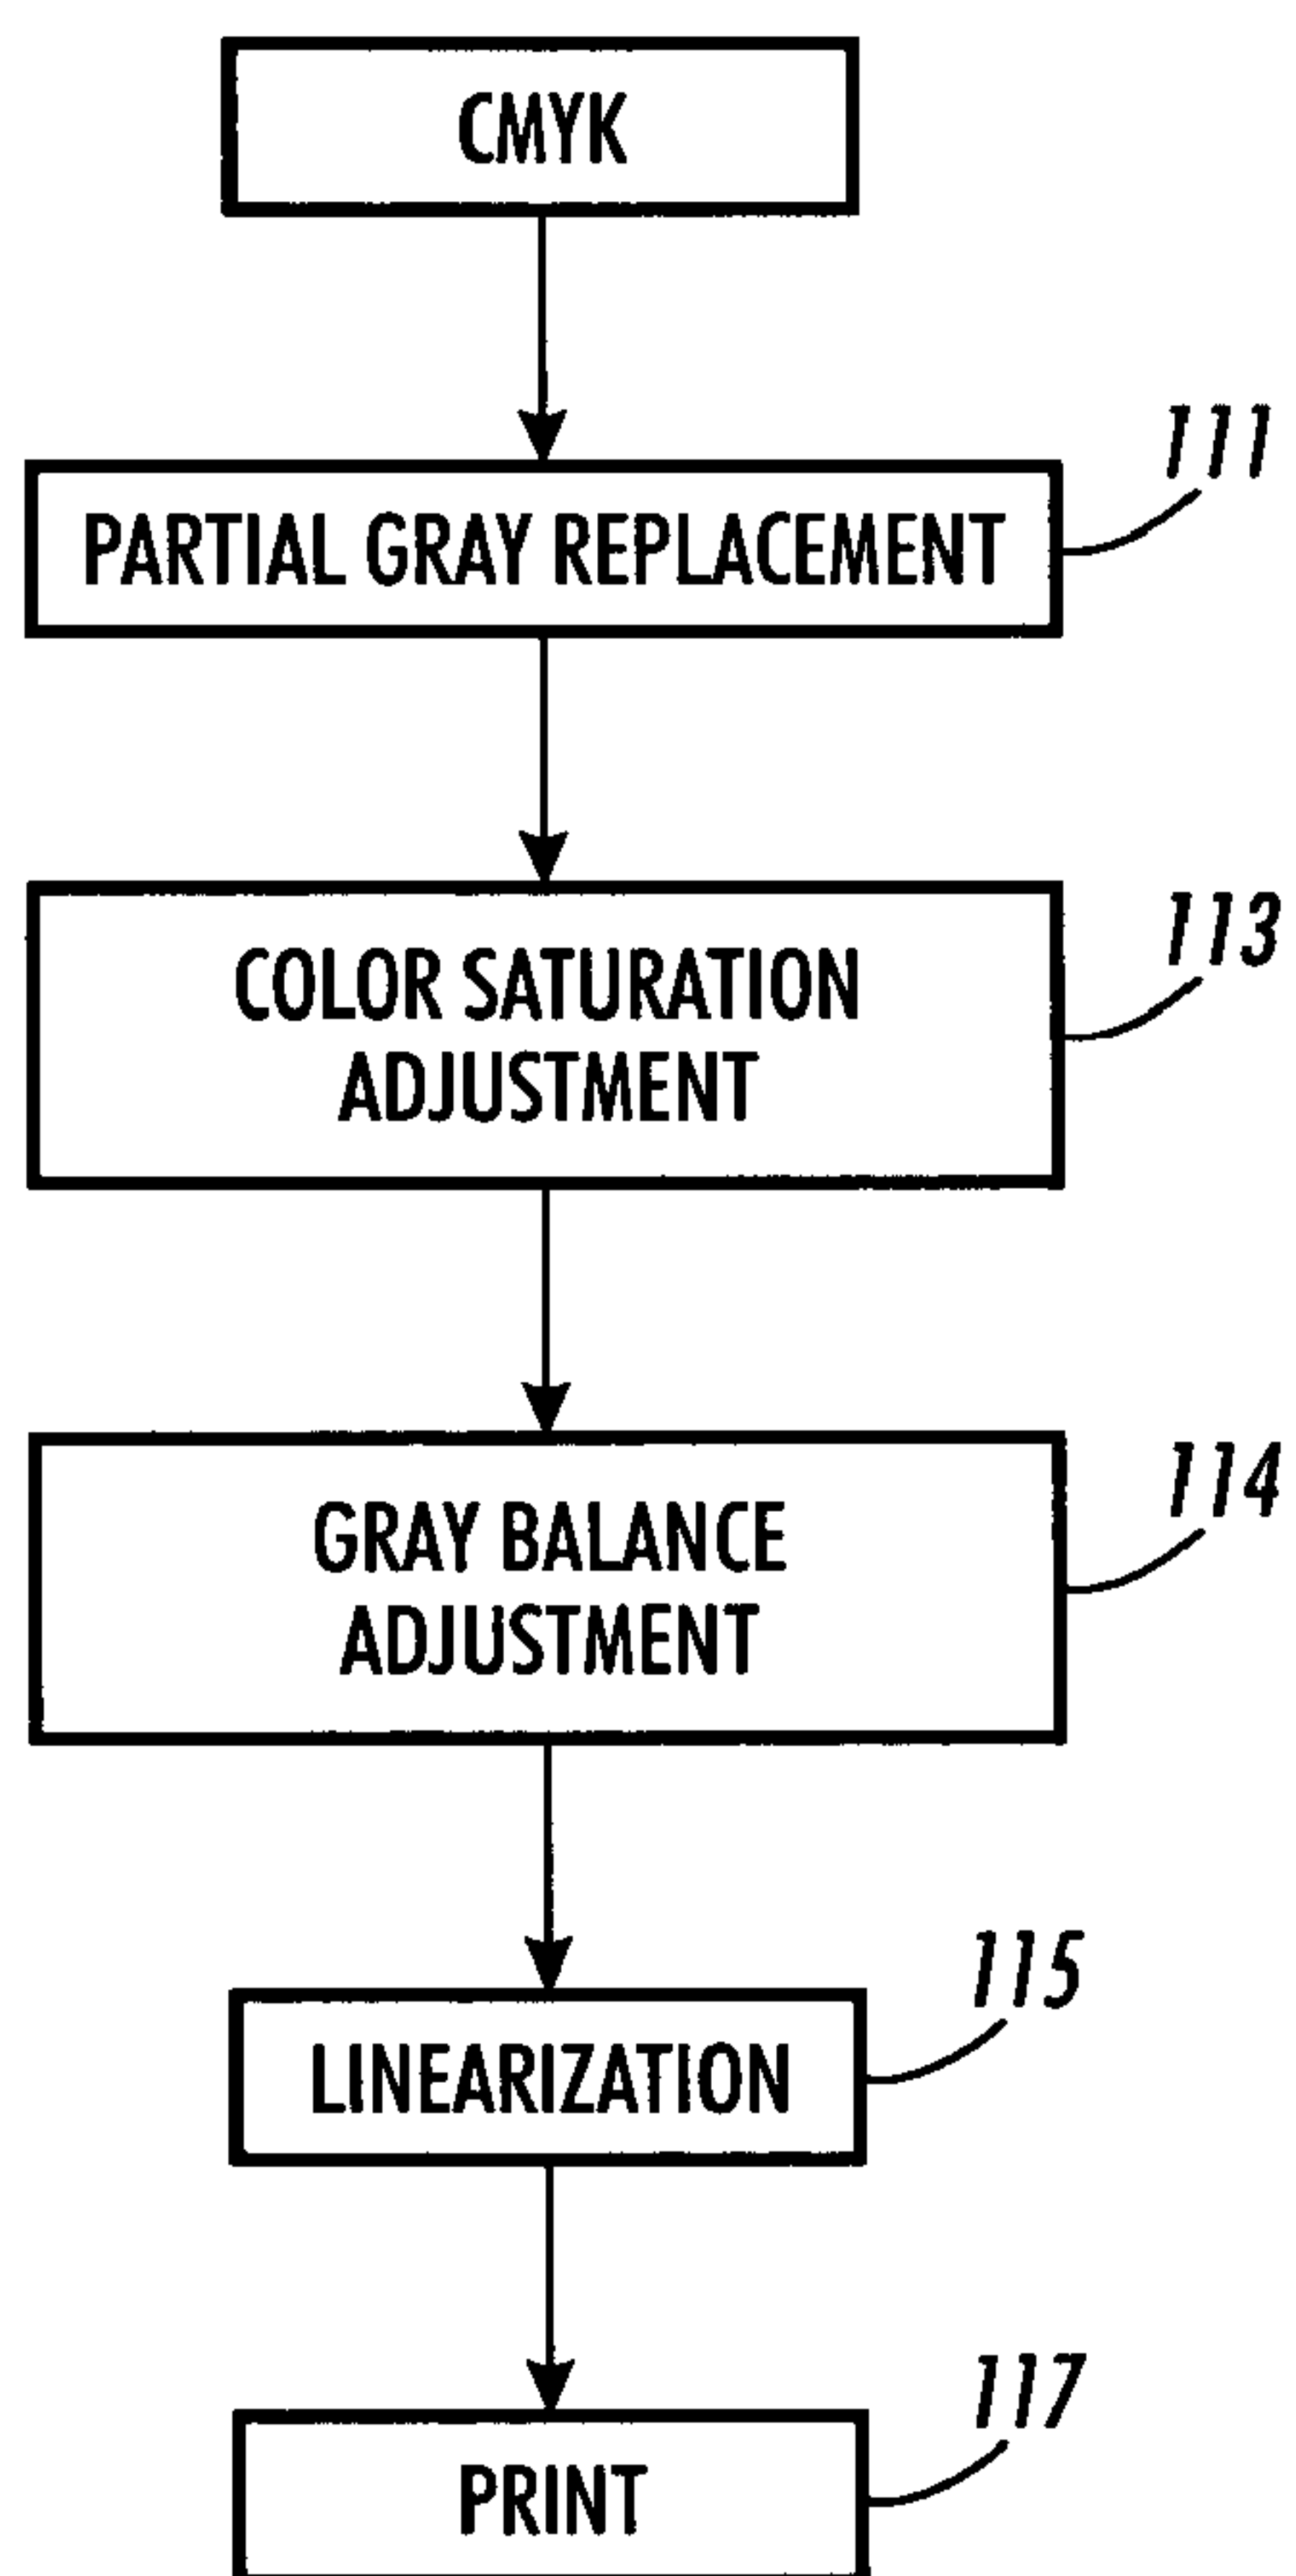 CMYK
111
PARTIAL GRAY REPLACEMENT
113
COLOR SATURATION
ADJUSTMENT
114
GRAY BALANCE
ADJUSTMENT
115
LINEARIZATION
117
PRINT